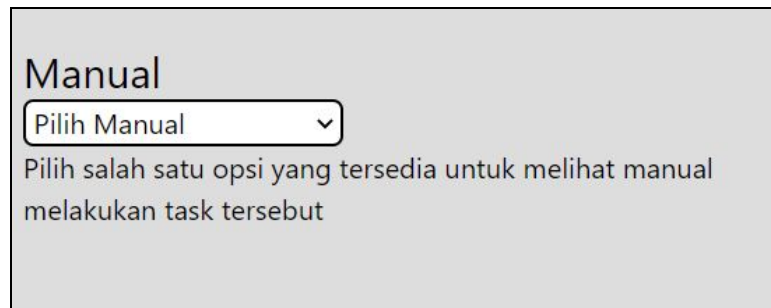 Manual
Pilih Manual
Pilih salah satu opsi yang tersedia untuk melihat manual
melakukan task tersebut